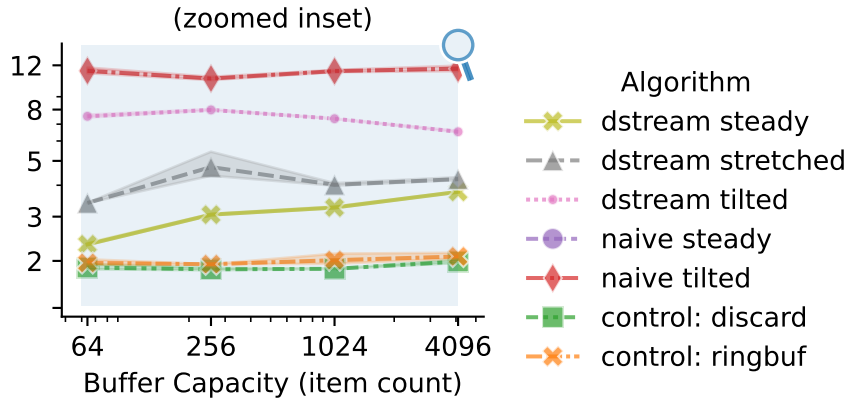 (zoomed inset)
12
8
5
3
2
64 256 1024 4096
Buffer Capacity (item count)
Algorithm
dstream steady
dstream stretched
dstream tilted
naive steady
naive tilted
control: discard
control: ringbuf